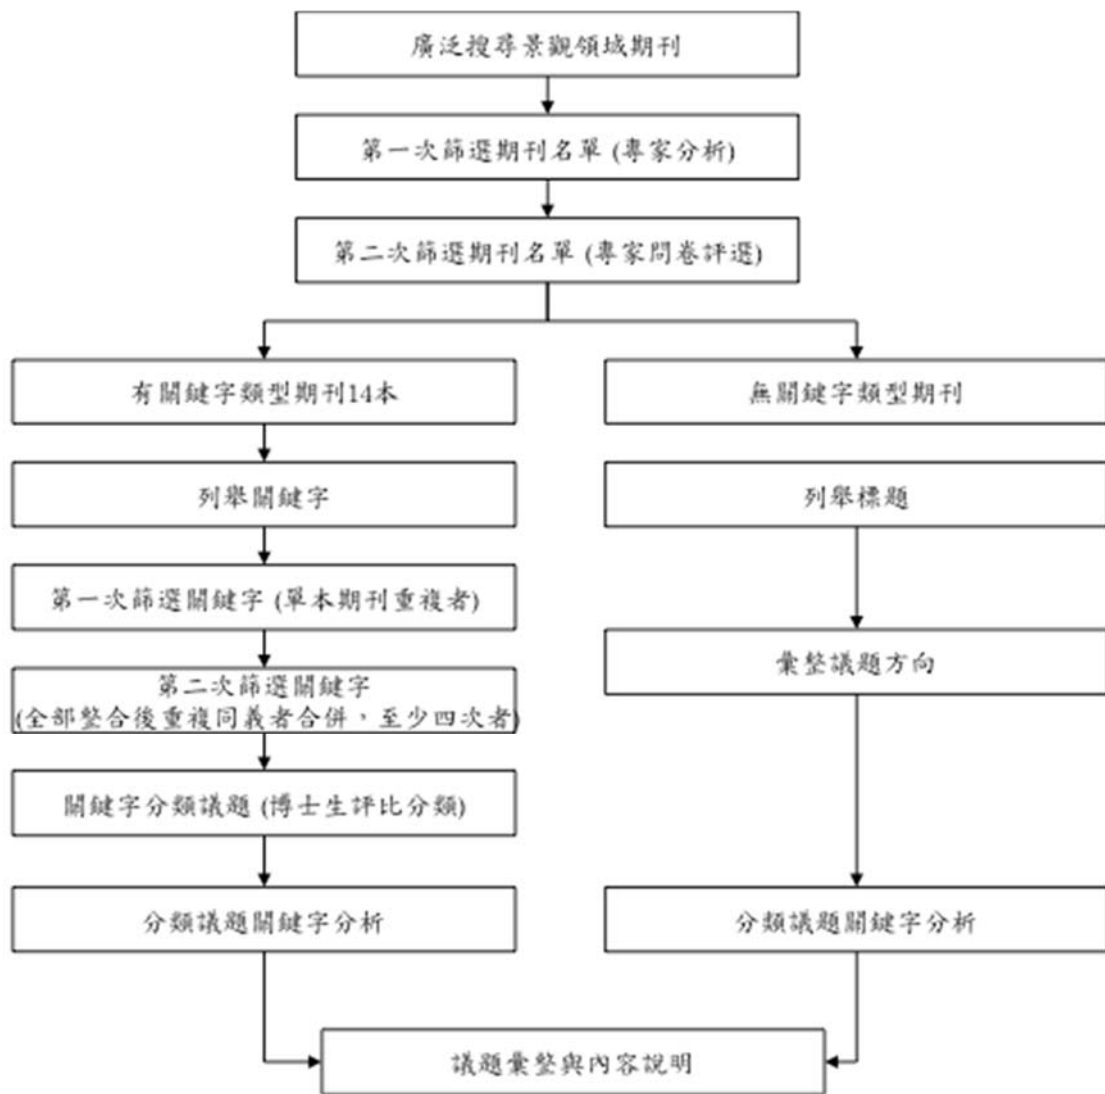 廣泛搜尋景觀領域期刊
第一次篩選期刊名單 (專家分析)
第二次篩選期刊名單 (專家問卷評選)
有關鍵字類型期刊14本
列舉關鍵字
第一次篩選關鍵字 (單本期刊重複者)
第二次篩選關鍵字
(全部整合後重複同義者合併，至少四次者)
關鍵字分類議題 (博士生評比分類)
分類議題關鍵字分析
無關鍵字類型期刊
列舉標題
彙整議題方向
分類議題關鍵字分析
議題彙整與內容說明